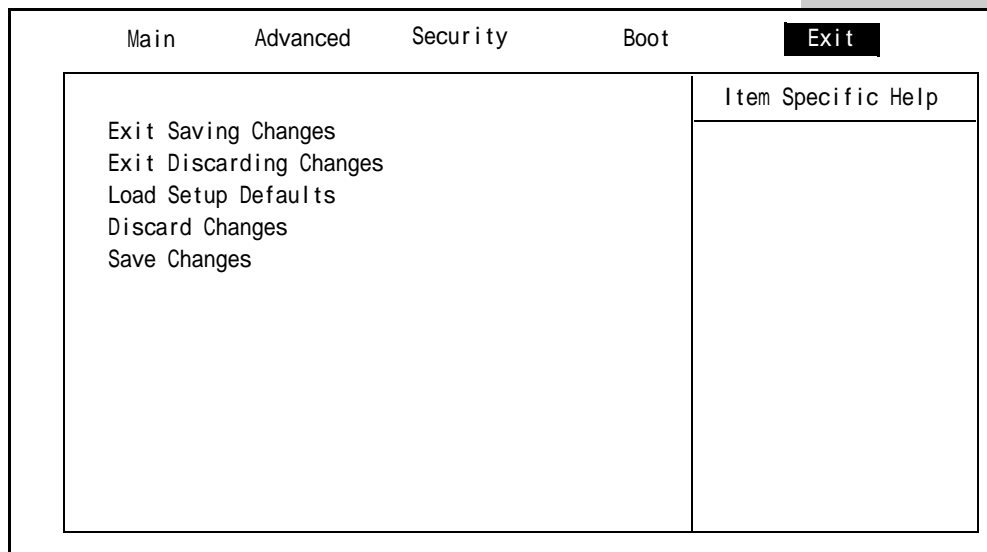 Main Advanced Security Boot Exit
Item Specific Help
Exit Saving Changes
Exit Discarding Changes
Load Setup Defaults
Discard Changes
Save Changes